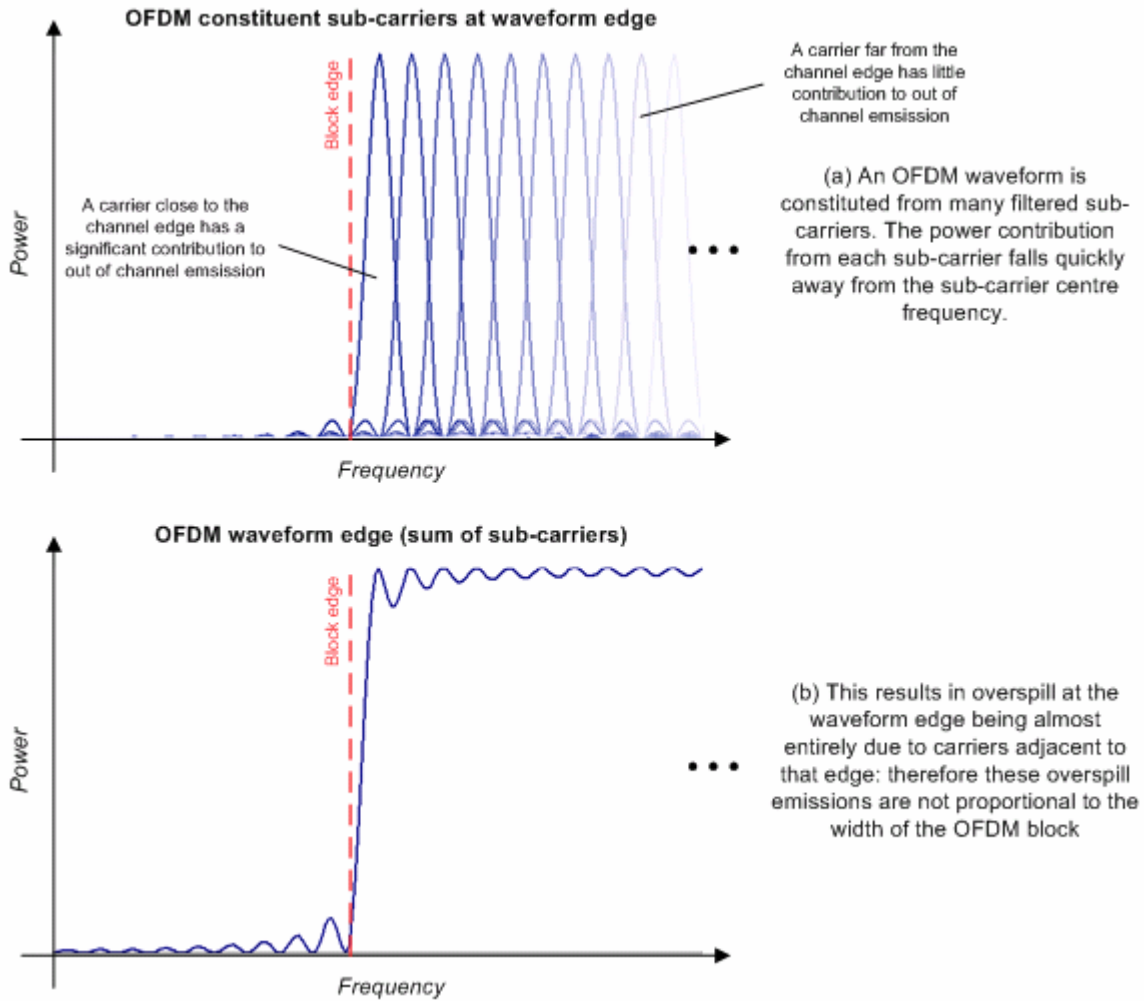 OFDM constituent sub-carriers at waveform edge
A carrier far from the
channel edge has little
contribution to out of
channel emsission
Block edge
A carrier close to the
channel edge has a
significant contribution to
out of channel emsission
Power
(a) An OFDM waveform is
constituted from many filtered sub-
carriers. The power contribution
from each sub-carrier falls quickly
away from the sub-carrier centre
frequency.
Frequency
OFDM waveform edge (sum of sub-carriers)
Block edge
Power
(b) This results in overspill at the
waveform edge being almost
entirely due to carriers adjacent to
that edge: therefore these overspill
emissions are not proportional to the
width of the OFDM block
Frequency